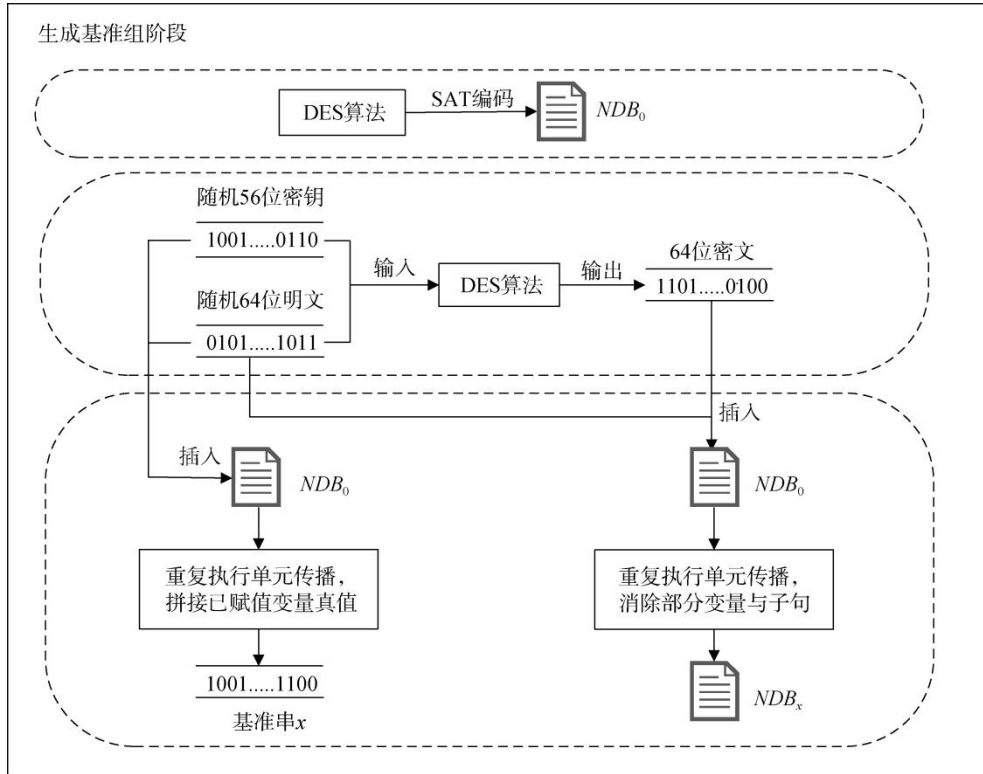 生成基准组阶段
SAT编码
DES算法
NDB₀
随机56位密钥
1001.....0110
64位密文
输入
DES算法
输出
1101.....0100
随机64位明文
0101.....1011
插入
插入
NDB₀
NDB₀
重复执行单元传播，
拼接已赋值变量真值
重复执行单元传播，
消除部分变量与子句
1001.....1100
基准串x
NDBₓ